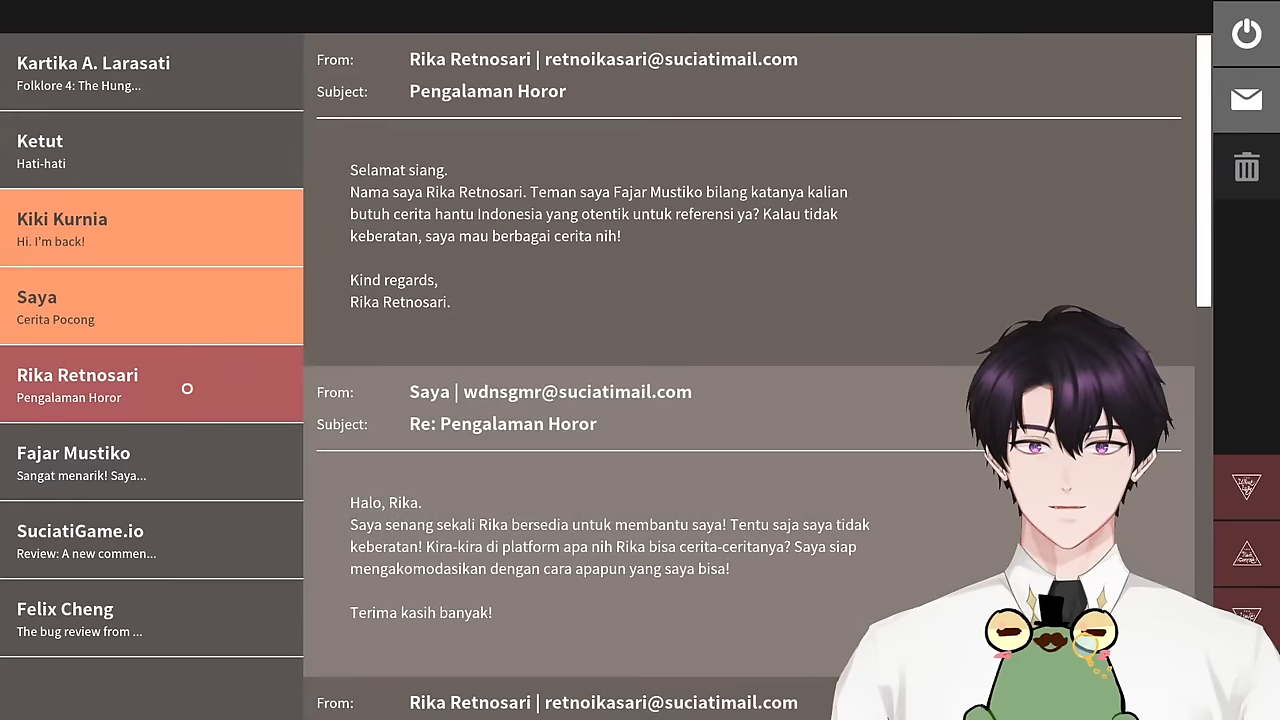 Kartika A. Larasati
Folklore 4: The Hung...
Ketut
Hati-hati
Kiki Kurnia
Hi. I'm back!
Saya
Cerita Pocong
Rika Retnosari
Pengalaman Horor
Fajar Mustiko
Sangat menarik! Saya...
SuciatiGame.io
Review: A new commen...
Felix Cheng
The bug review from ...
From: Rika Retnosari | retnoikasari@suciatimail.com
Subject: Pengalaman Horor
Selamat siang.
Nama saya Rika Retnosari. Teman saya Fajar Mustiko bilang katanya kalian
butuh cerita hantu Indonesia yang otentik untuk referensi ya? Kalau tidak
keberatan, saya mau berbagai cerita nih!
Kind regards,
Rika Retnosari.
From: Saya | wdnsgmr@suciatimail.com
Subject: Re: Pengalaman Horor
Halo, Rika.
Saya senang sekali Rika bersedia untuk membantu saya! Tentu saja saya tidak
keberatan! Kira-kira di platform apa nih Rika bisa cerita-ceritanya? Saya siap
mengakomodasikan dengan cara apapun yang saya bisa!
Terima kasih banyak!
From: Rika Retnosari | retnoikasari@suciatimail.com